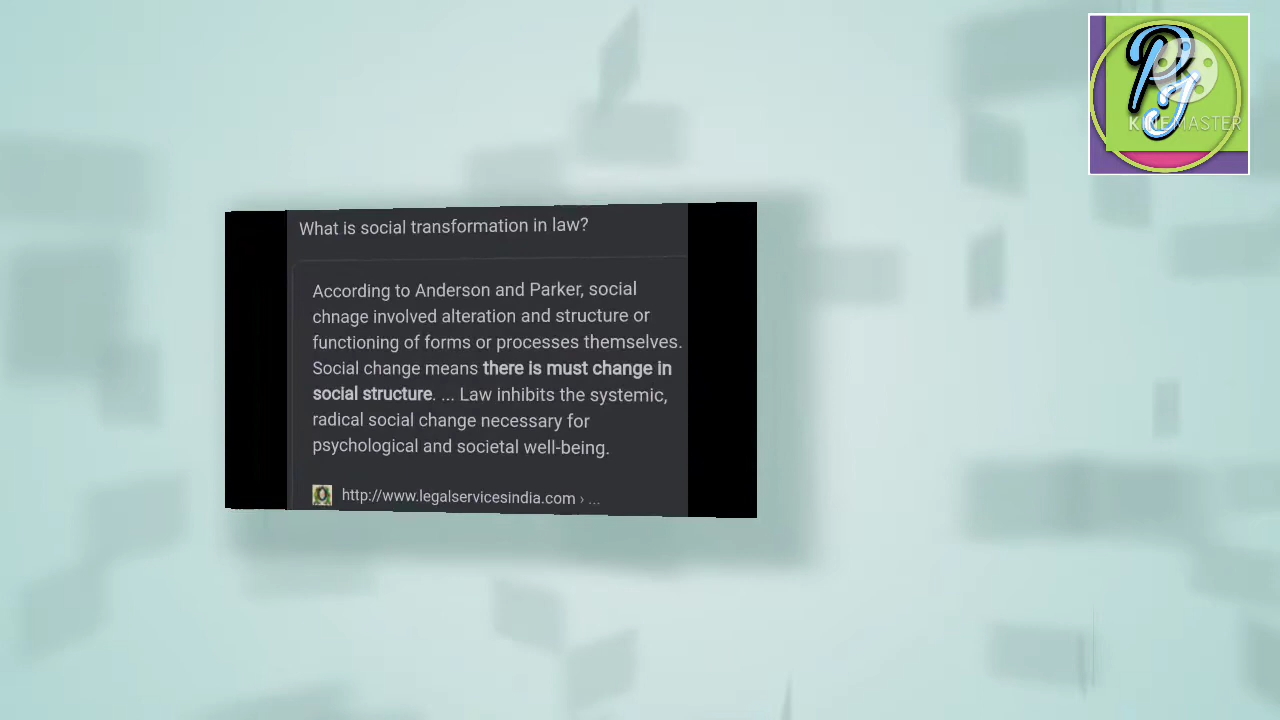 What is social transformation in law?
According to Anderson and Parker, social
chnage involved alteration and structure or
functioning of forms or processes themselves.
Social change means there is must change in
social structure. ... Law inhibits the systemic,
radical social change necessary for
psychological and societal well-being.
http://www.legalservicesindia.com › ...
PJ
KINEMASTER